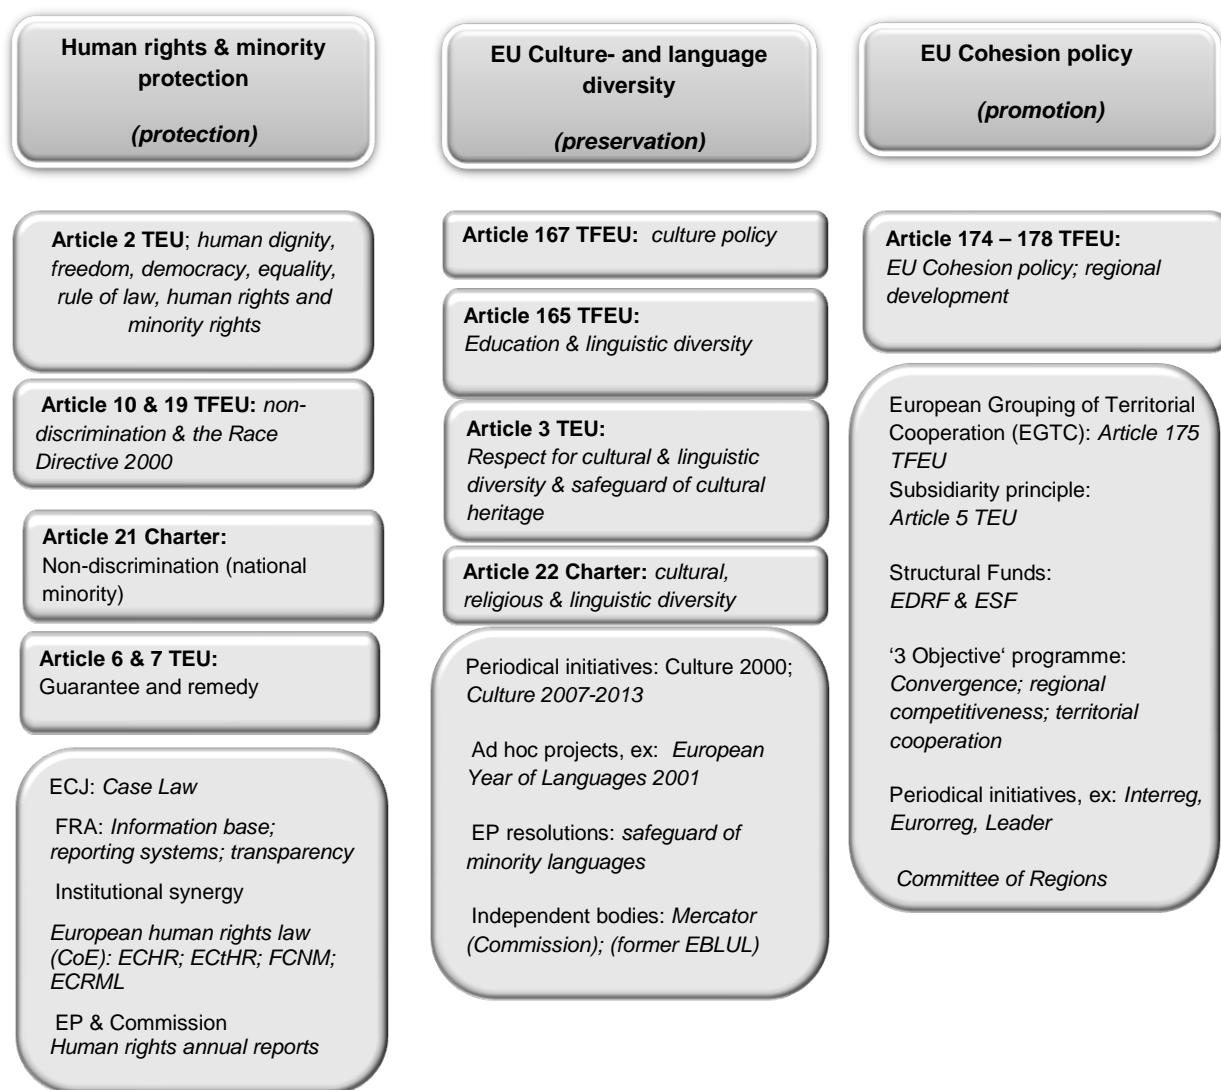 Human rights & minority
protection
(protection)
Article 2 TEU; human dignity,
freedom, democracy, equality,
rule of law, human rights and
minority rights
Article 10 & 19 TFEU: non-
discrimination & the Race
Directive 2000
Article 21 Charter:
Non-discrimination (national
minority)
Article 6 & 7 TEU:
Guarantee and remedy
ECJ: Case Law
FRA: Information base;
reporting systems; transparency
Institutional synergy
European human rights law
(CoE): ECHR; ECtHR; FCNM;
ECRML
EP & Commission
Human rights annual reports
EU Culture- and language
diversity
(preservation)
Article 167 TFEU: culture policy
Article 165 TFEU:
Education & linguistic diversity
Article 3 TEU:
Respect for cultural & linguistic
diversity & safeguard of cultural
heritage
Article 22 Charter: cultural,
religious & linguistic diversity
Periodical initiatives: Culture 2000;
Culture 2007-2013
Ad hoc projects, ex: European
Year of Languages 2001
EP resolutions: safeguard of
minority languages
Independent bodies: Mercator
(Commission); (former EBLUL)
EU Cohesion policy
(promotion)
Article 174 – 178 TFEU:
EU Cohesion policy; regional
development
European Grouping of Territorial
Cooperation (EGTC): Article 175
TFEU
Subsidiarity principle:
Article 5 TEU
Structural Funds:
EDRF & ESF
‘3 Objective‘ programme:
Convergence; regional
competitiveness; territorial
cooperation
Periodical initiatives, ex: Interreg,
Eurorreg, Leader
Committee of Regions